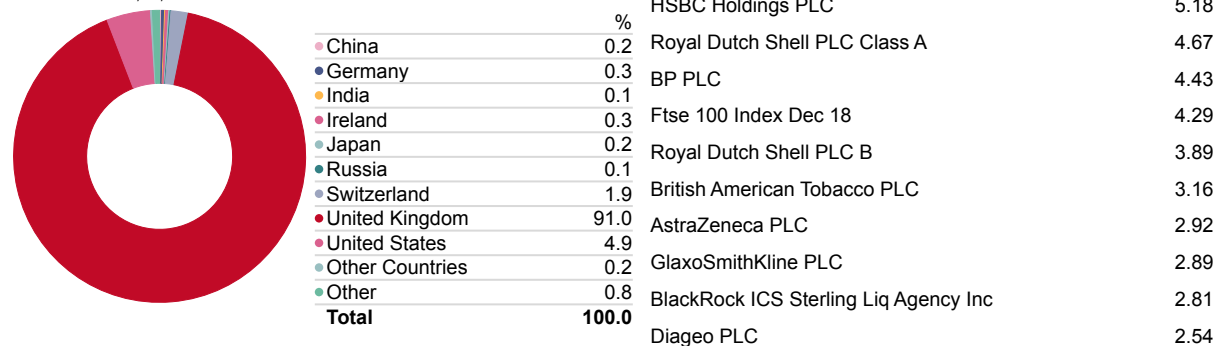 %
China 0.2
Germany 0.3
India 0.1
Ireland 0.3
Japan 0.2
Russia 0.1
Switzerland 1.9
United Kingdom 91.0
United States 4.9
Other Countries 0.2
Other 0.8
Total 100.0
HSBC Holdings PLC 5.18
Royal Dutch Shell PLC Class A 4.67
BP PLC 4.43
Ftse 100 Index Dec 18 4.29
Royal Dutch Shell PLC B 3.89
British American Tobacco PLC 3.16
AstraZeneca PLC 2.92
GlaxoSmithKline PLC 2.89
BlackRock ICS Sterling Liq Agency Inc 2.81
Diageo PLC 2.54